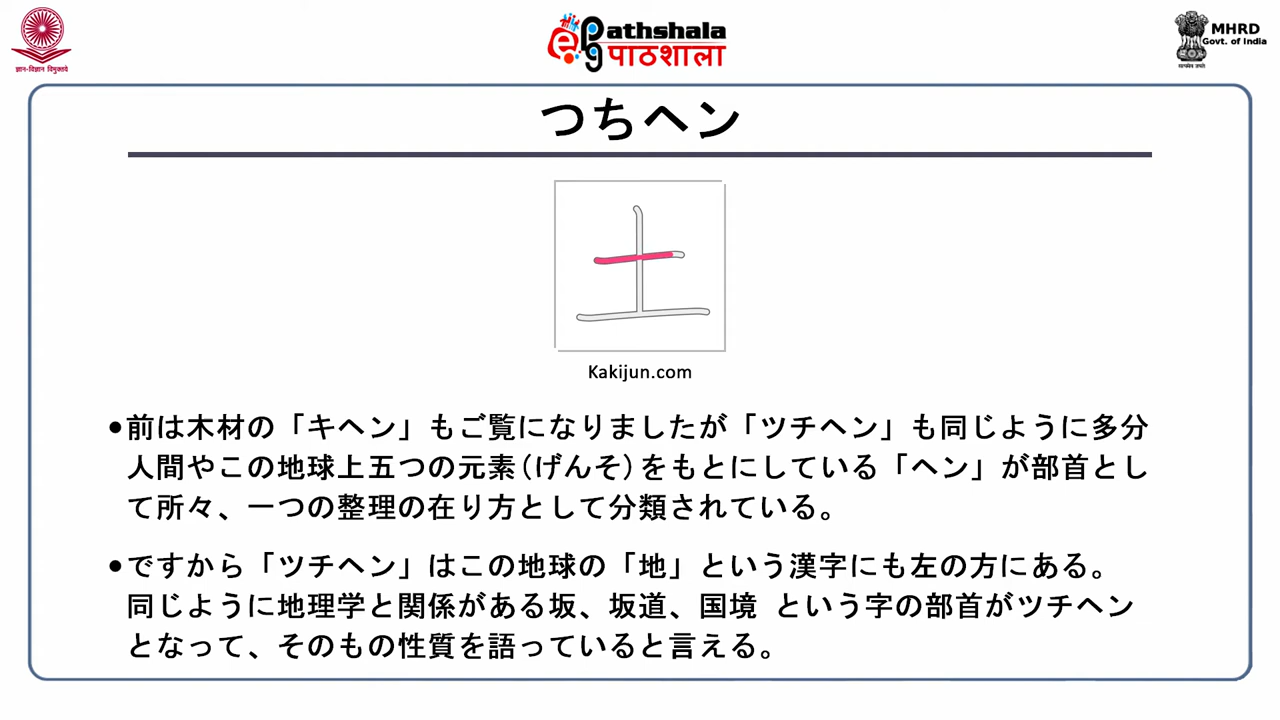 ज्ञान-विज्ञान विमुक्तये
ePathshala
पाठशाला
MHRD
Govt. of India
सत्यमेव जयते
つちヘン
土
Kakijun.com
•前は木材の「キヘン」もご覧になりましたが「ツチヘン」も同じように多分
人間やこの地球上五つの元素(げんそ)をもとにしている「ヘン」が部首とし
て所々、一つの整理の在り方として分類されている。
•ですから「ツチヘン」はこの地球の「地」という漢字にも左の方にある。
同じように地理学と関係がある坂、坂道、国境 という字の部首がツチヘン
となって、そのもの性質を語っていると言える。